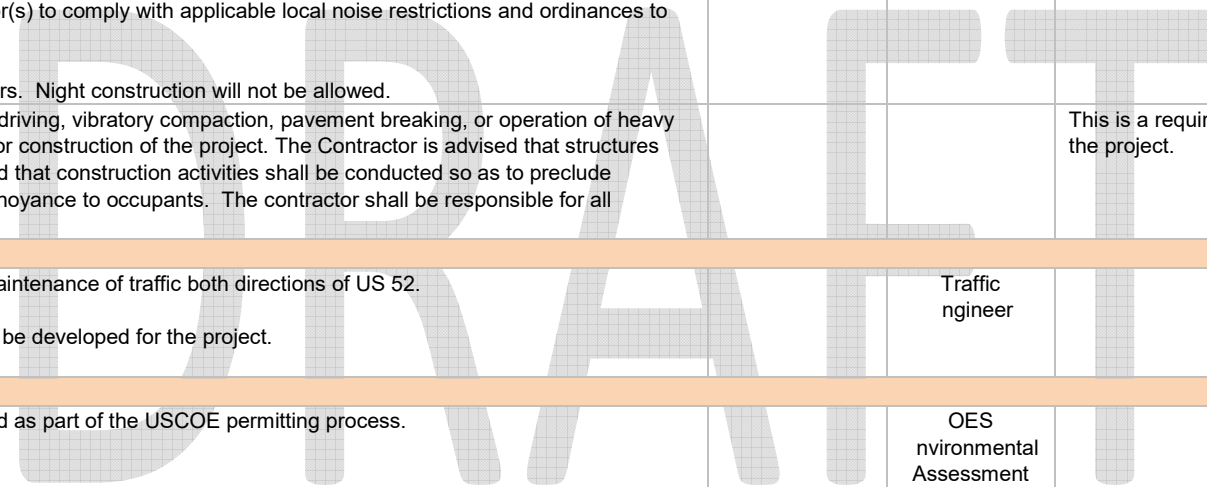 r(s) to comply with applicable local noise restrictions and ordinances to
rs.  Night construction will not be allowed.
driving, vibratory compaction, pavement breaking, or operation of heavy
or construction of the project. The Contractor is advised that structures
d that construction activities shall be conducted so as to preclude
noyance to occupants.  The contractor shall be responsible for all
This is a requir
the project.
aintenance of traffic both directions of US 52.
be developed for the project.
Traffic
ngineer
d as part of the USCOE permitting process.
OES
nvironmental
Assessment
DRAFT